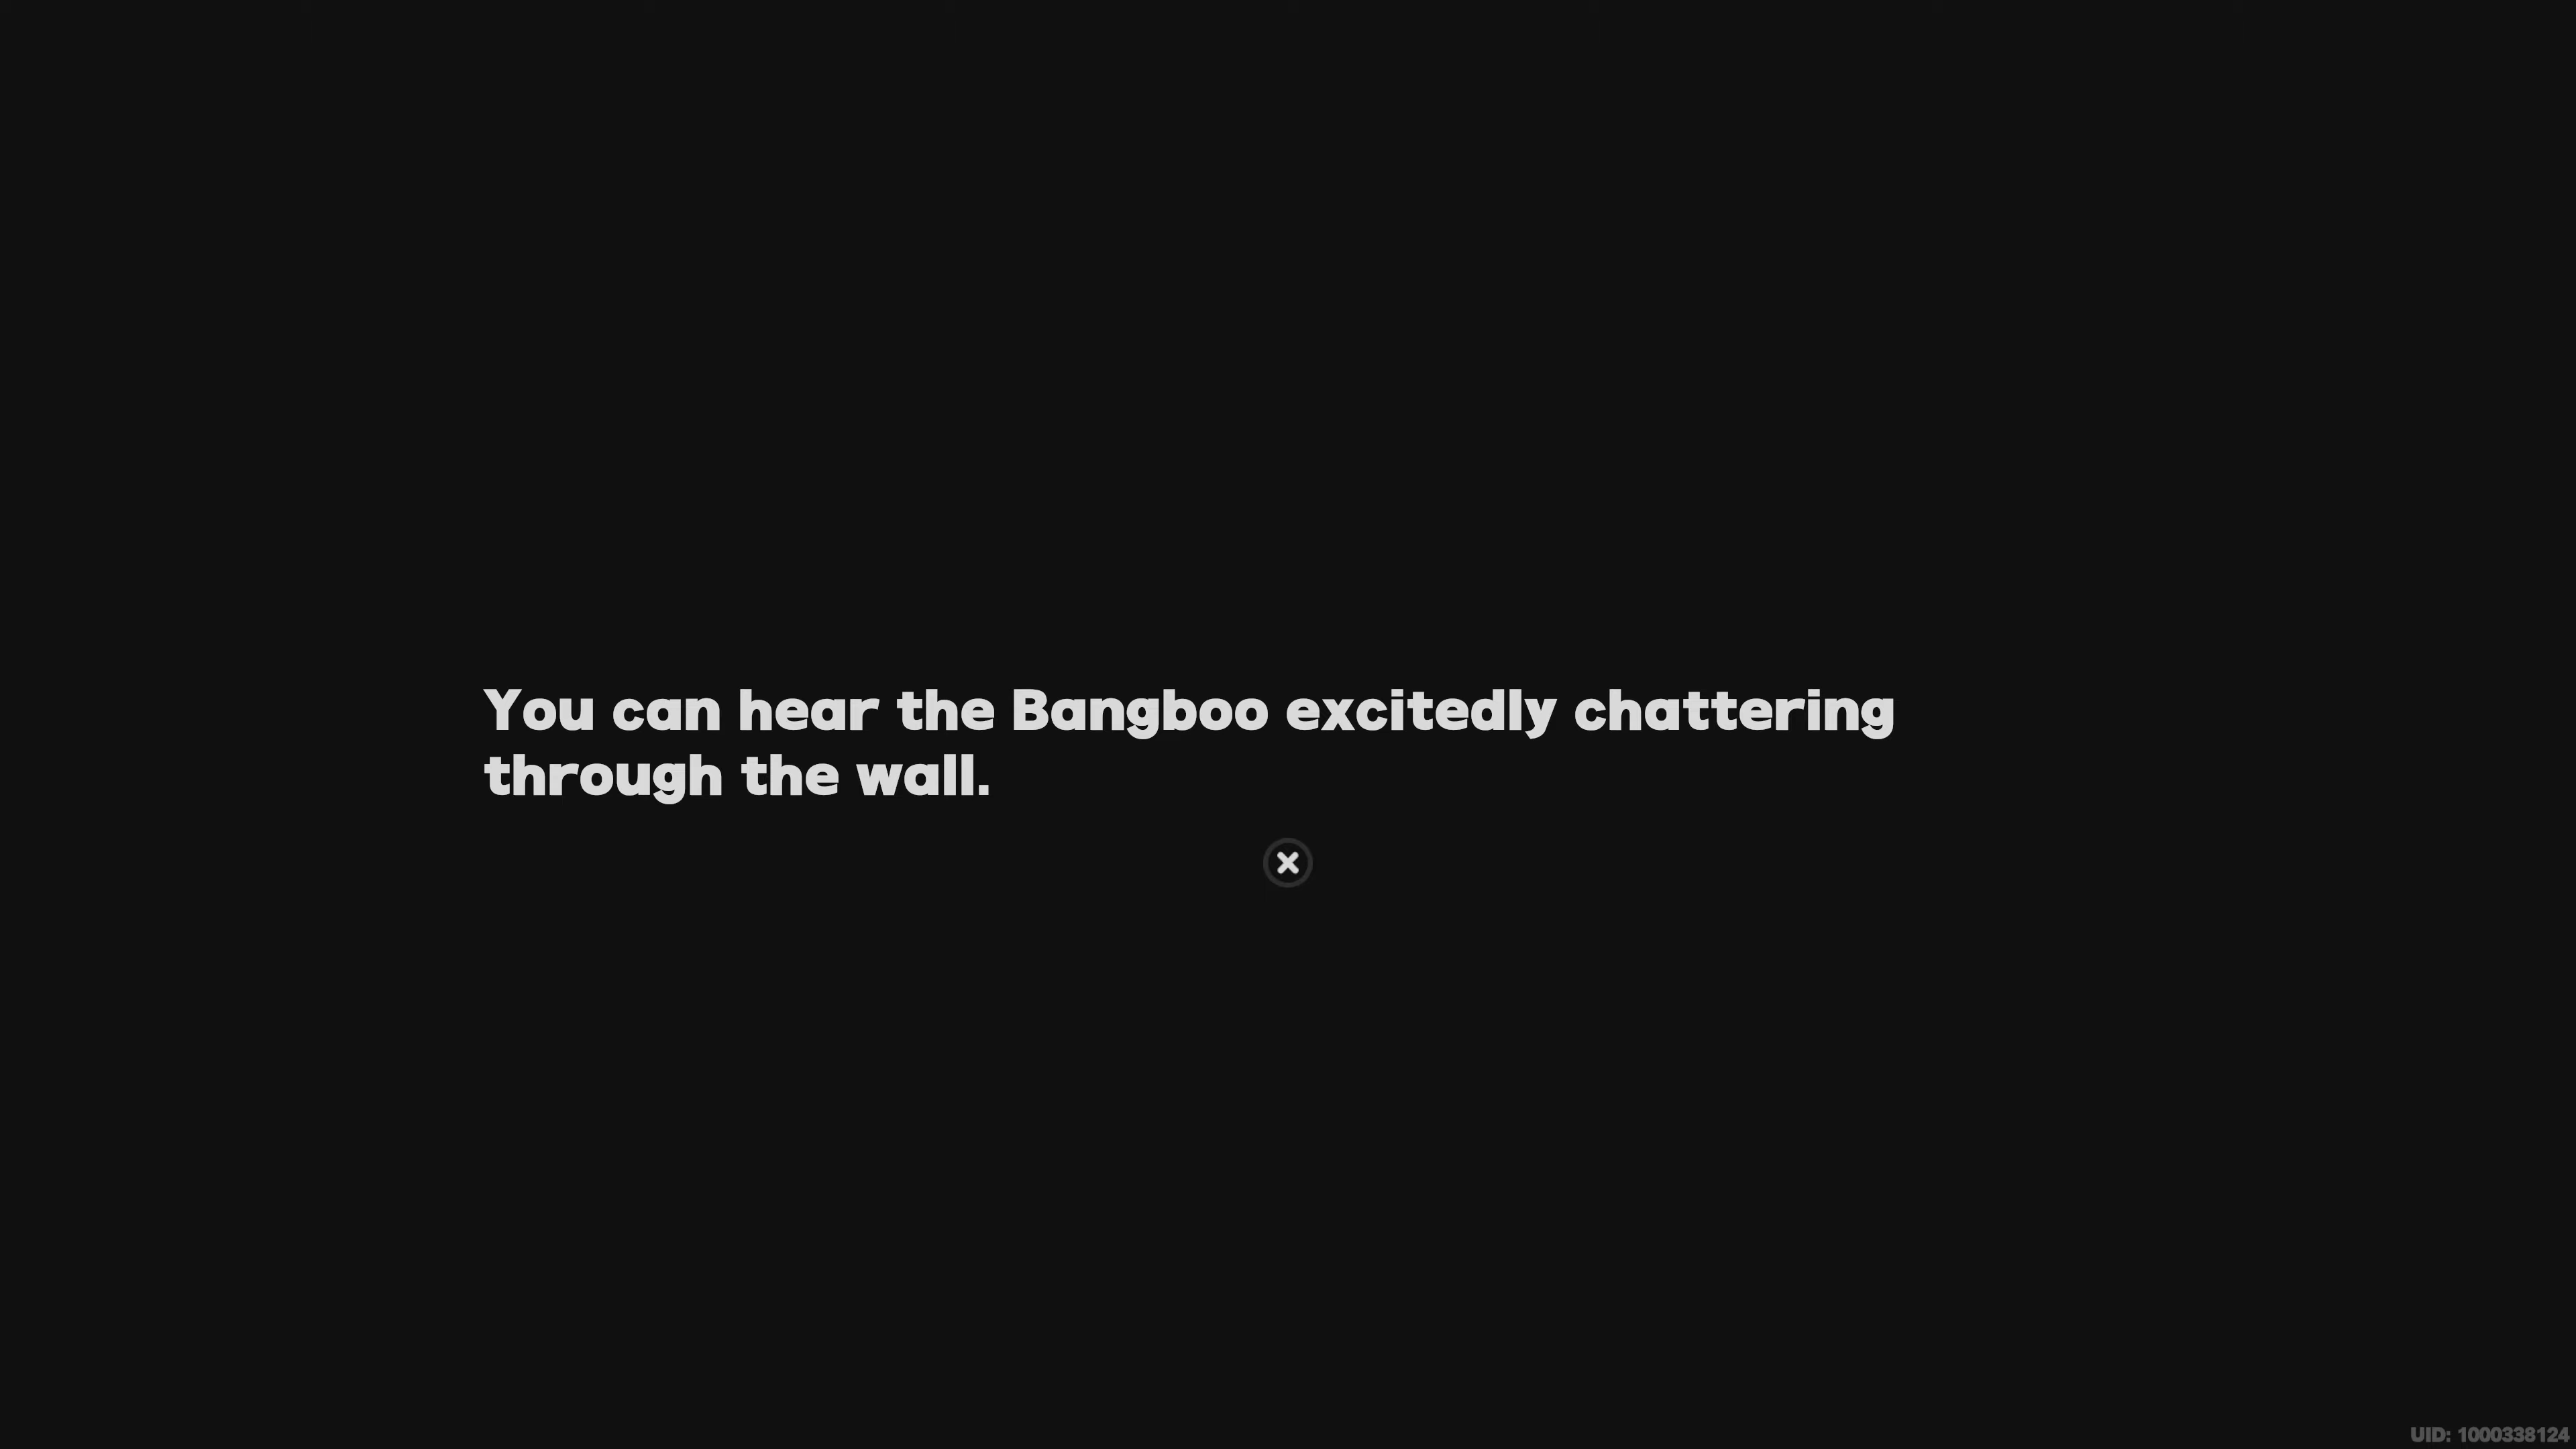 You can hear the Bangboo excitedly chattering
through the wall.
UID: 1000338124